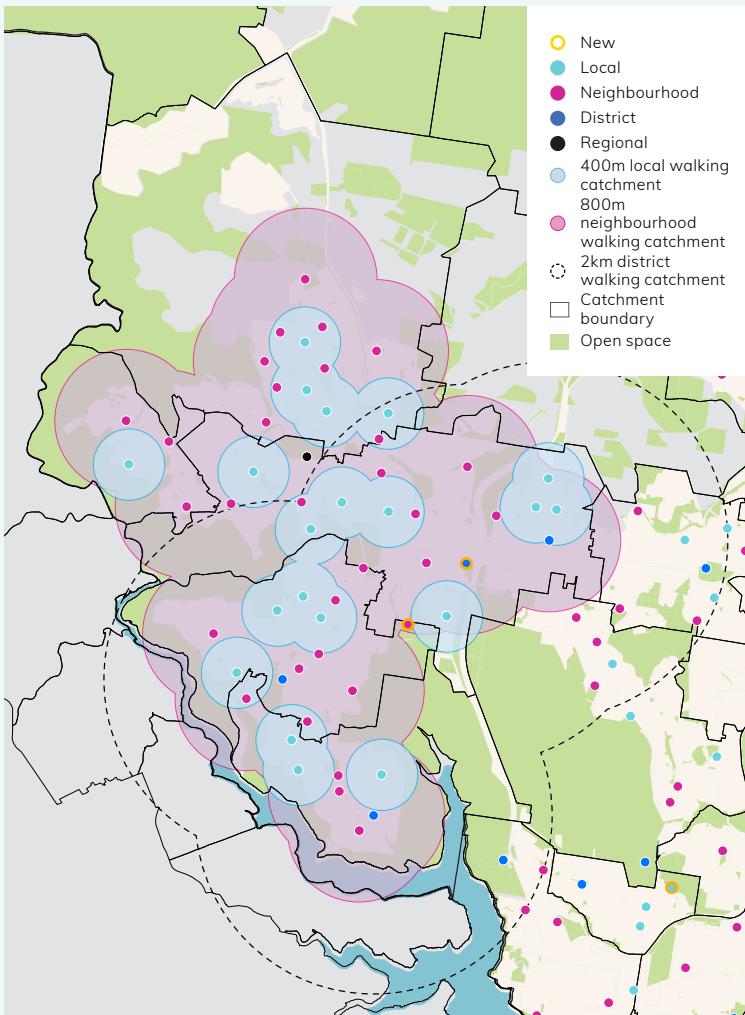 New
Local
Neighbourhood
District
Regional
400m local walking
catchment
800m
neighbourhood
walking catchment
2km district
walking catchment
Catchment
boundary
Open space